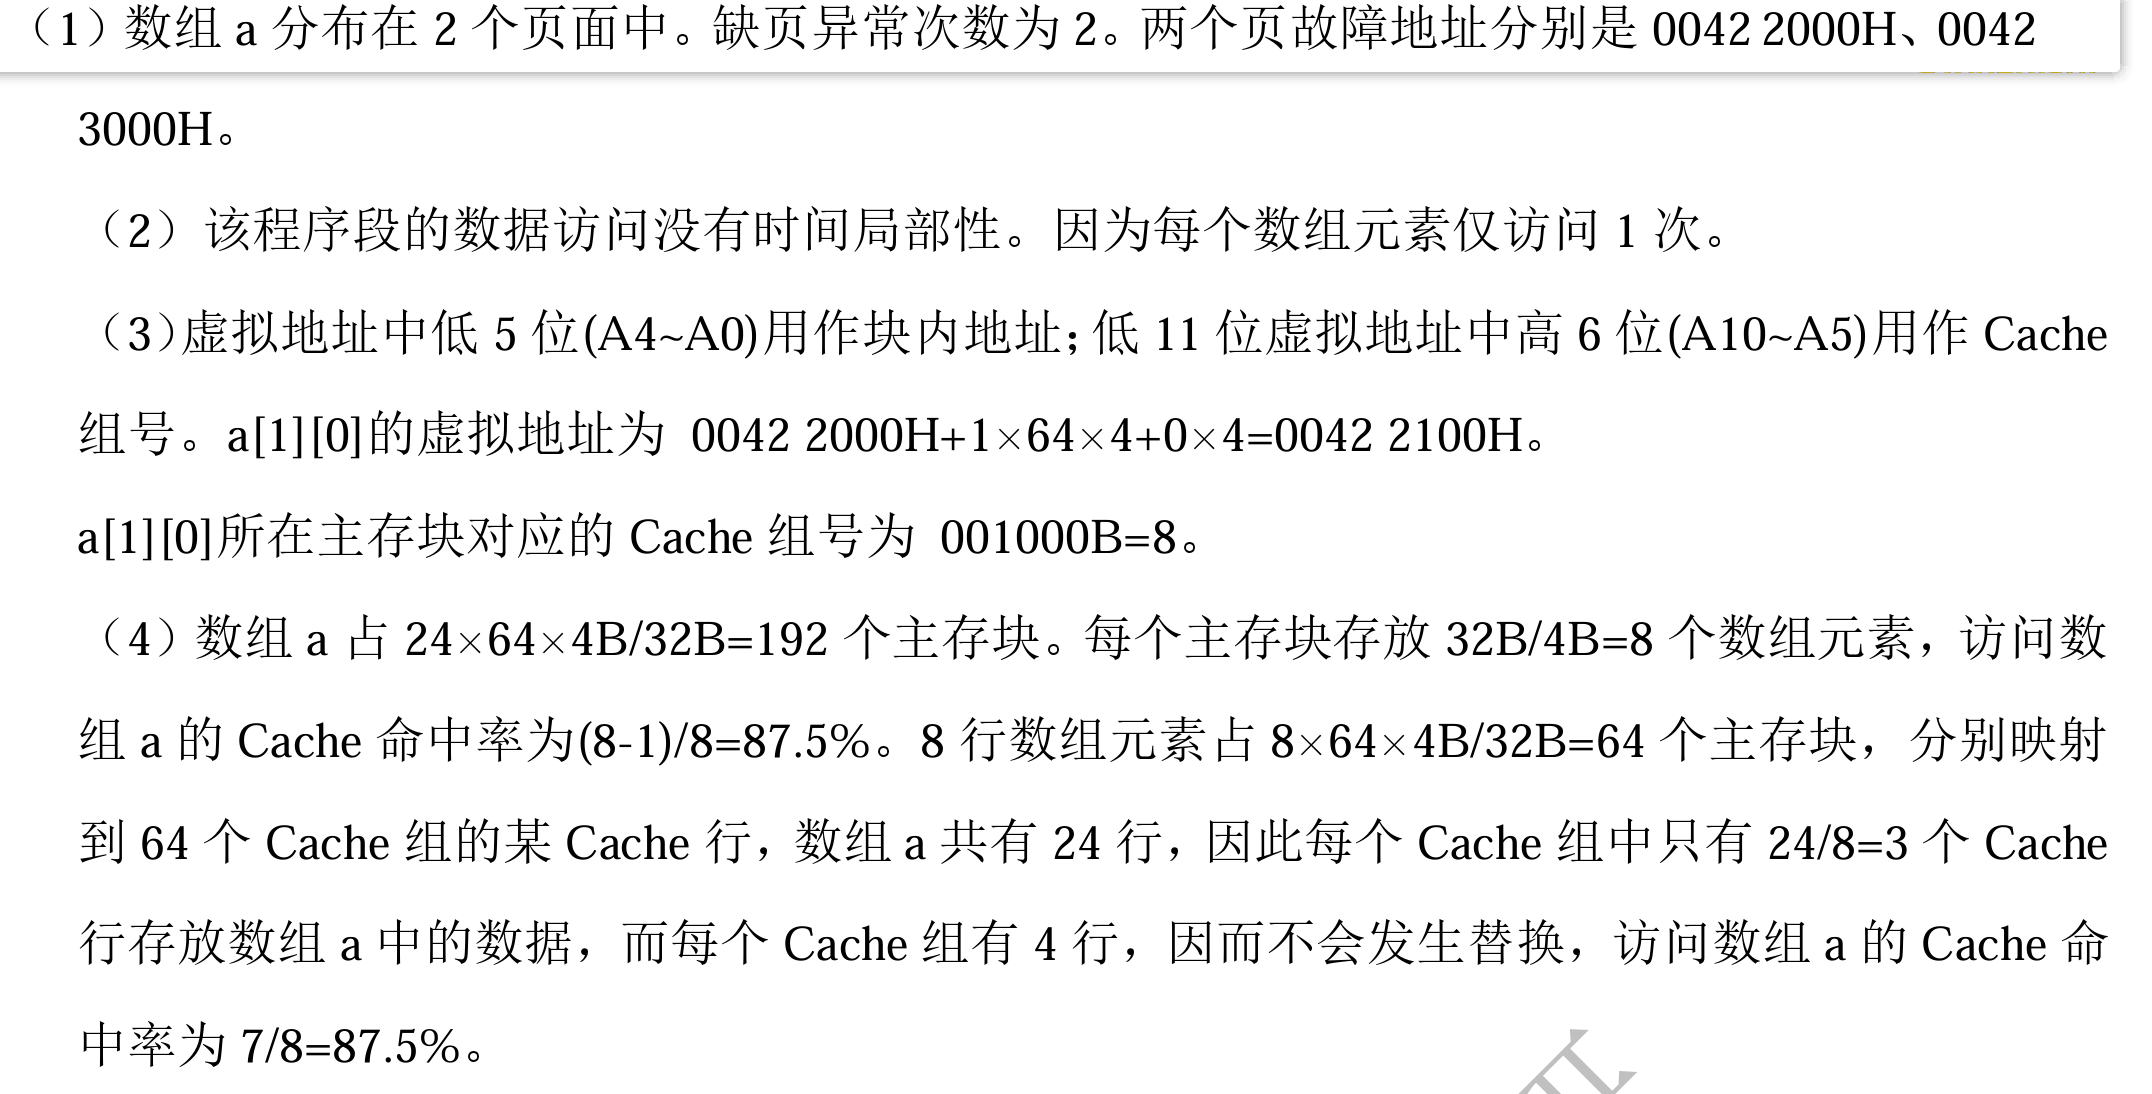 （1）数组 a 分布在 2 个页面中。缺页异常次数为 2。两个页故障地址分别是 0042 2000H、0042
3000H。
（2）该程序段的数据访问没有时间局部性。因为每个数组元素仅访问 1 次。
（3）虚拟地址中低 5 位(A4~A0)用作块内地址;低 11 位虚拟地址中高 6 位(A10~A5)用作 Cache
组号。a[1][0]的虚拟地址为 0042 2000H+1×64×4+0×4=0042 2100H。
a[1][0]所在主存块对应的 Cache 组号为 001000B=8。
（4）数组 a 占 24×64×4B/32B=192 个主存块。每个主存块存放 32B/4B=8 个数组元素，访问数
组 a 的 Cache 命中率为(8-1)/8=87.5%。8 行数组元素占 8×64×4B/32B=64 个主存块，分别映射
到 64 个 Cache 组的某 Cache 行，数组 a 共有 24 行，因此每个 Cache 组中只有 24/8=3 个 Cache
行存放数组 a 中的数据，而每个 Cache 组有 4 行，因而不会发生替换，访问数组 a 的 Cache 命
中率为 7/8=87.5%。